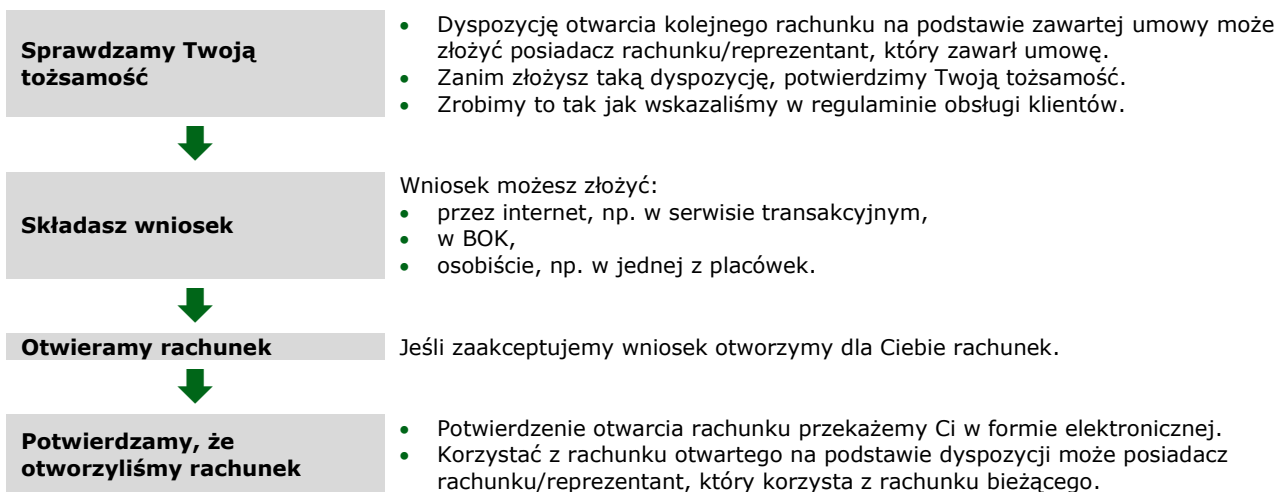 Sprawdzamy Twoją
tożsamość
• Dyspozycję otwarcia kolejnego rachunku na podstawie zawartej umowy może
złożyć posiadacz rachunku/reprezentant, który zawarł umowę.
• Zanim złożysz taką dyspozycję, potwierdzimy Twoją tożsamość.
• Zrobimy to tak jak wskazaliśmy w regulaminie obsługi klientów.
Składasz wniosek
Wniosek możesz złożyć:
• przez internet, np. w serwisie transakcyjnym,
• w BOK,
• osobiście, np. w jednej z placówek.
Otwieramy rachunek
Jeśli zaakceptujemy wniosek otworzymy dla Ciebie rachunek.
Potwierdzamy, że
otworzyliśmy rachunek
• Potwierdzenie otwarcia rachunku przekażemy Ci w formie elektronicznej.
• Korzystać z rachunku otwartego na podstawie dyspozycji może posiadacz
rachunku/reprezentant, który korzysta z rachunku bieżącego.